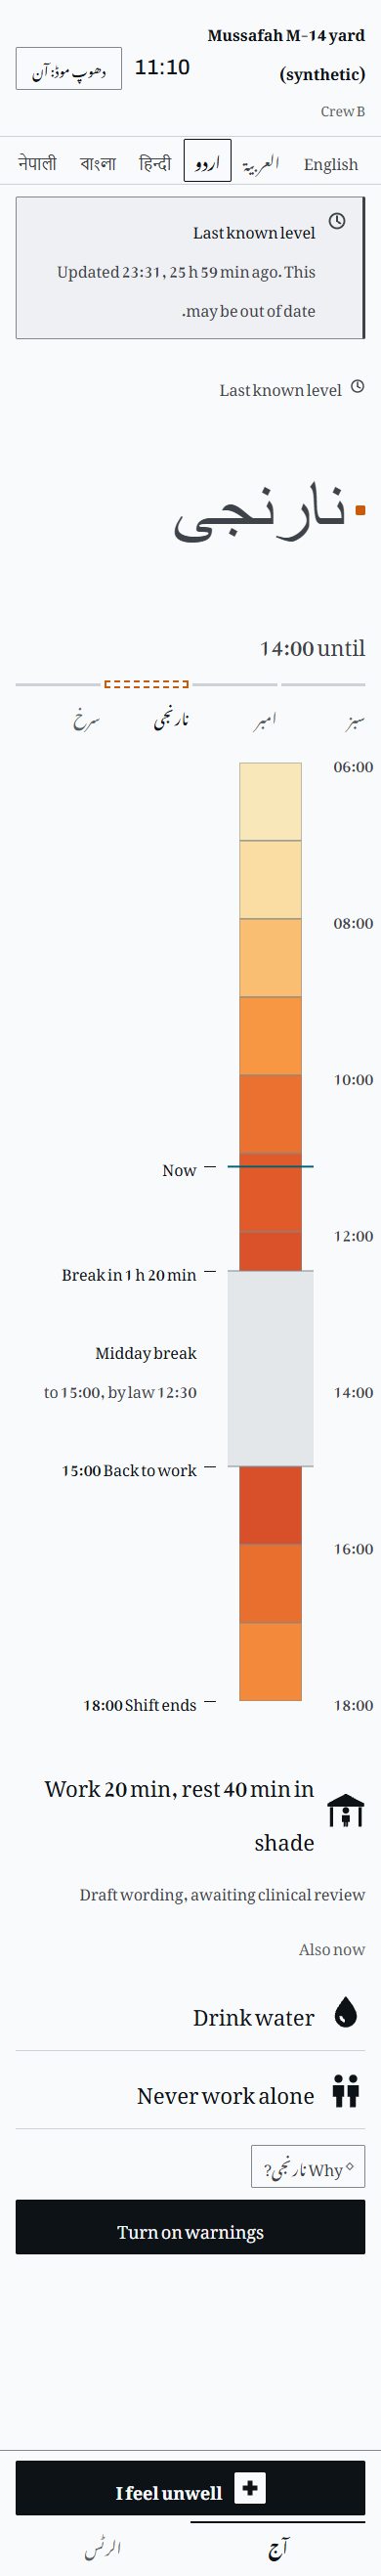 Mussafah M-14 yard
(synthetic)
Crew B
11:10
دھوپ موڈ: آن
English
العربية
اردو
हिन्दी
বাংলা
नेपाली
Last known level
Updated 23:31, 25 h 59 min ago. This
may be out of date.
Last known level
نارنجی
14:00 until
سبز
امبر
نارنجی
سرخ
06:00
08:00
10:00
Now
12:00
Break in 1 h 20 min
Midday break
to 15:00, by law 12:30
14:00
15:00 Back to work
16:00
18:00 Shift ends
18:00
Work 20 min, rest 40 min in
shade
Draft wording, awaiting clinical review
Also now
Drink water
Never work alone
Why نارنجی?
Turn on warnings
I feel unwell
آج
الرٹس